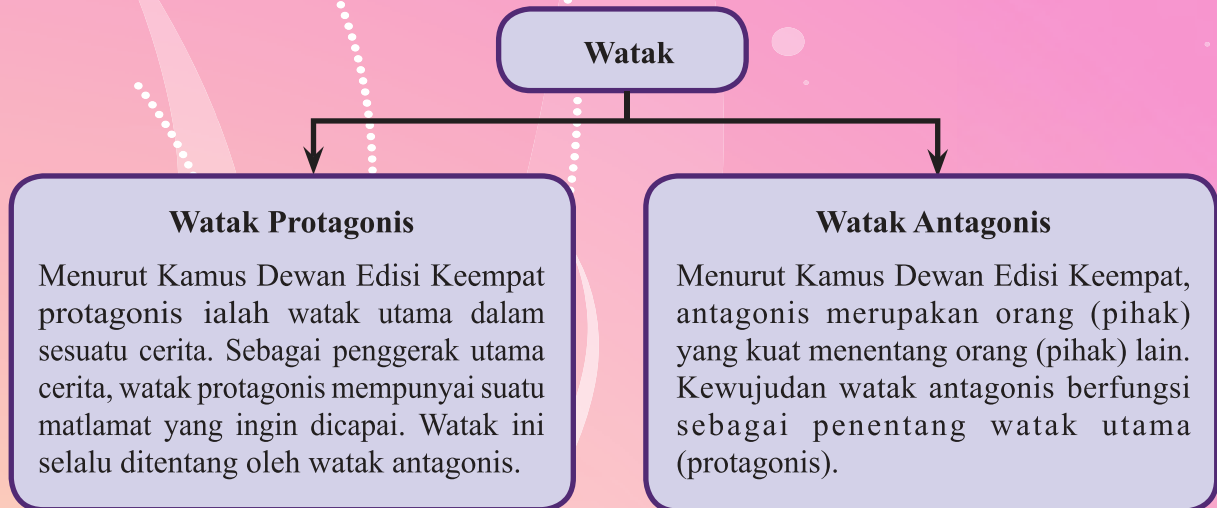 Watak
Watak Protagonis
Menurut Kamus Dewan Edisi Keempat
protagonis ialah watak utama dalam
sesuatu cerita. Sebagai penggerak utama
cerita, watak protagonis mempunyai suatu
matlamat yang ingin dicapai. Watak ini
selalu ditentang oleh watak antagonis.
Watak Antagonis
Menurut Kamus Dewan Edisi Keempat,
antagonis merupakan orang (pihak)
yang kuat menentang orang (pihak) lain.
Kewujudan watak antagonis berfungsi
sebagai penentang watak utama
(protagonis).